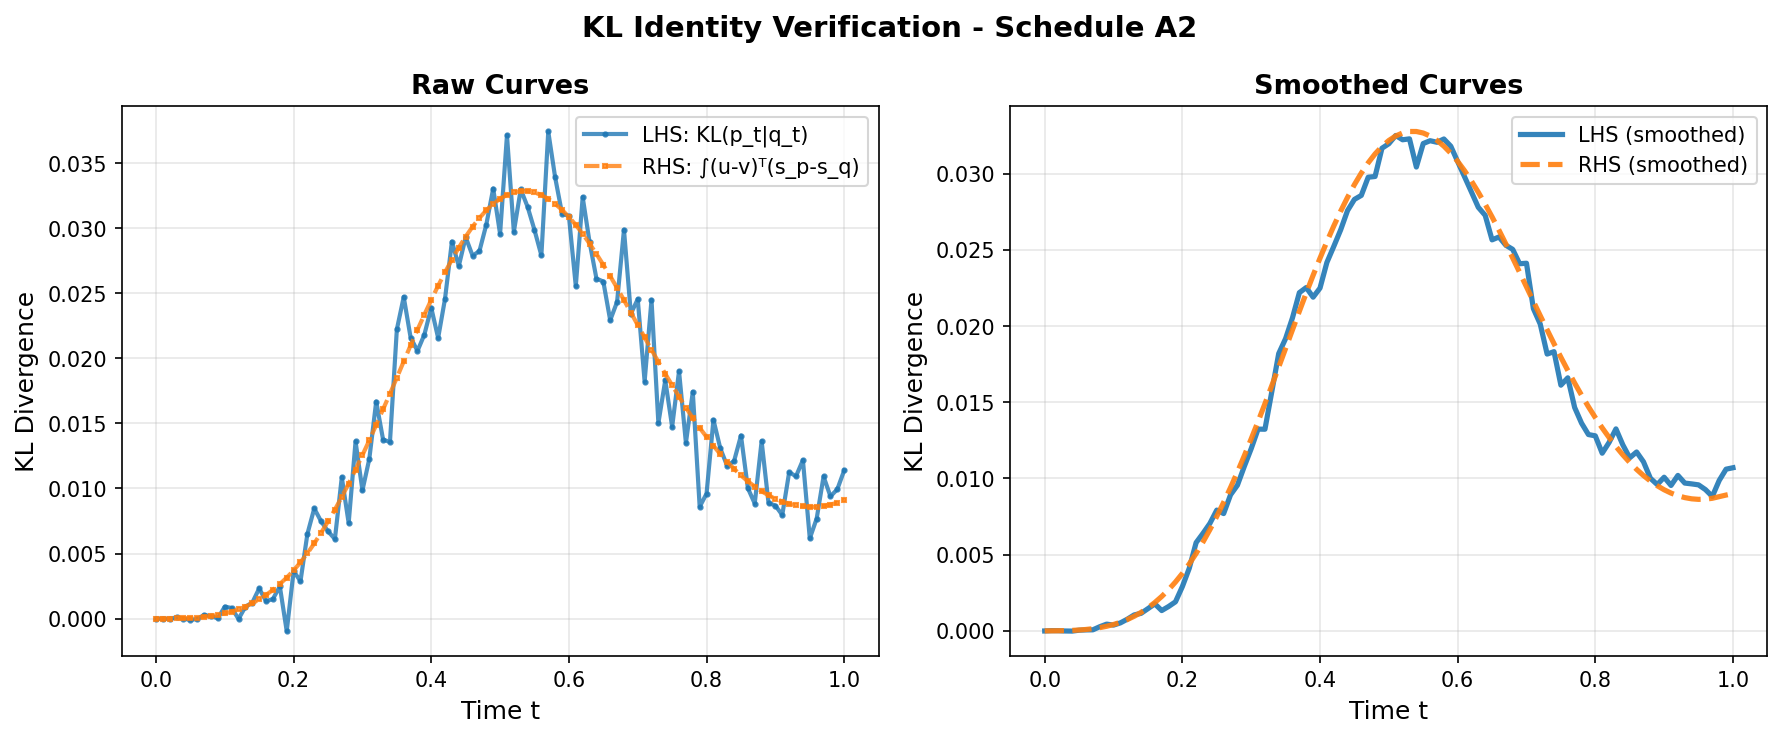 KL Identity Verification - Schedule A2
Raw Curves
KL Divergence
0.035
0.030
0.025
0.020
0.015
0.010
0.005
0.000
LHS: KL(p_t|q_t)
RHS: ∫(u-v)ᵀ(s_p-s_q)
0.0 0.2 0.4 0.6 0.8 1.0
Time t
Smoothed Curves
KL Divergence
0.030
0.025
0.020
0.015
0.010
0.005
0.000
LHS (smoothed)
RHS (smoothed)
0.0 0.2 0.4 0.6 0.8 1.0
Time t